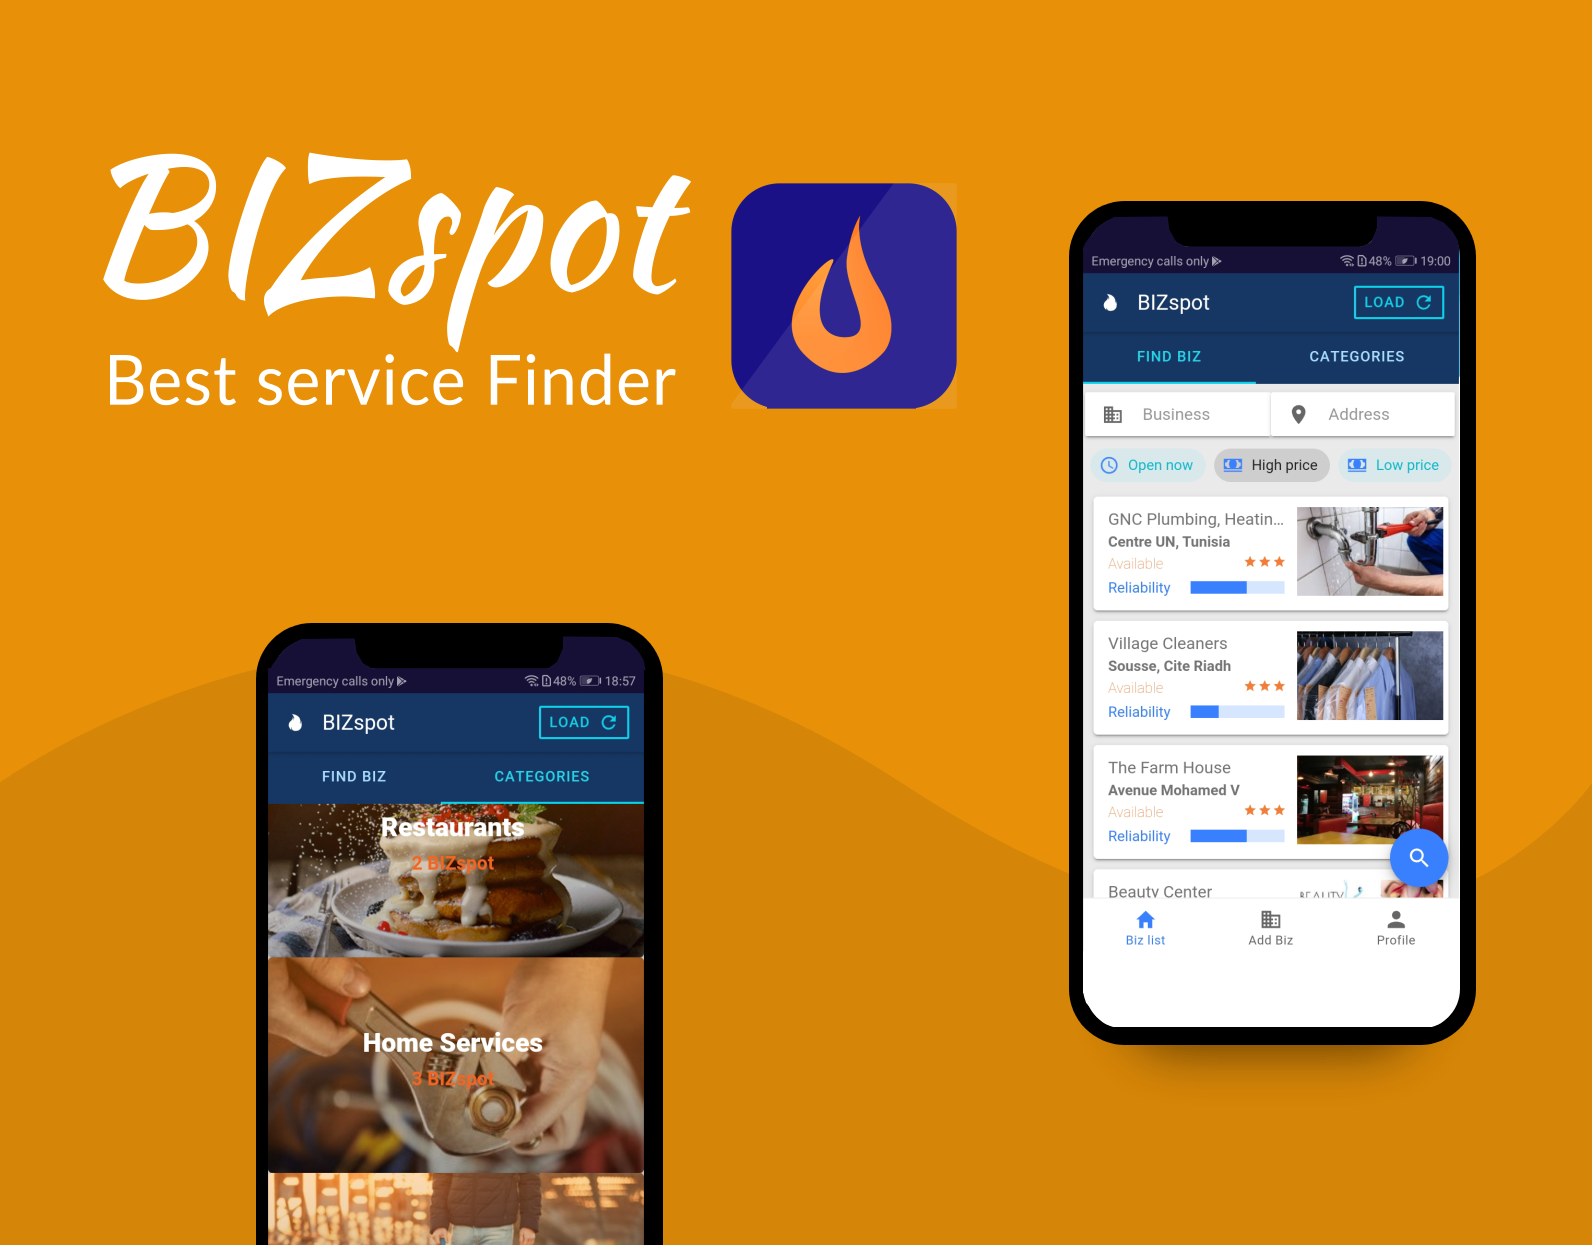 BIZspot
Best service Finder
Emergency calls only 48% 19:00
BIZspot LOAD
FIND BIZ CATEGORIES
Business Address
Open now High price Low price
GNC Plumbing, Heatin...
Centre UN, Tunisia
Available
Reliability
Village Cleaners
Sousse, Cite Riadh
Available
Reliability
The Farm House
Avenue Mohamed V
Available
Reliability
Beauty Center
BEAUTY
Biz list Add Biz Profile
Emergency calls only 48% 18:57
BIZspot LOAD
FIND BIZ CATEGORIES
Restaurants
2 BIZspot
Home Services
3 BIZspot